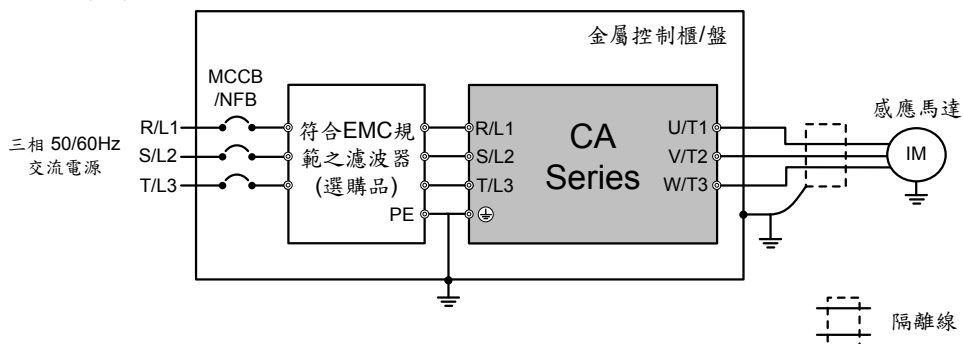 金屬控制櫃/盤
MCCB
/NFB
三相 50/60Hz
交流電源
R/L1
S/L2
T/L3
符合EMC規
範之濾波器
(選購品)
PE
R/L1
S/L2
T/L3
CA
Series
U/T1
V/T2
W/T3
感應馬達
IM
隔離線